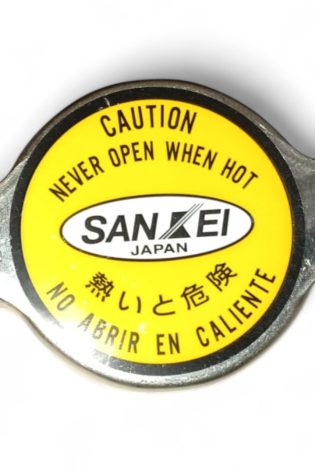 CAUTION
NEVER OPEN WHEN HOT
SANKEI
JAPAN
熱いと危険
NO ABRIR EN CALIENTE